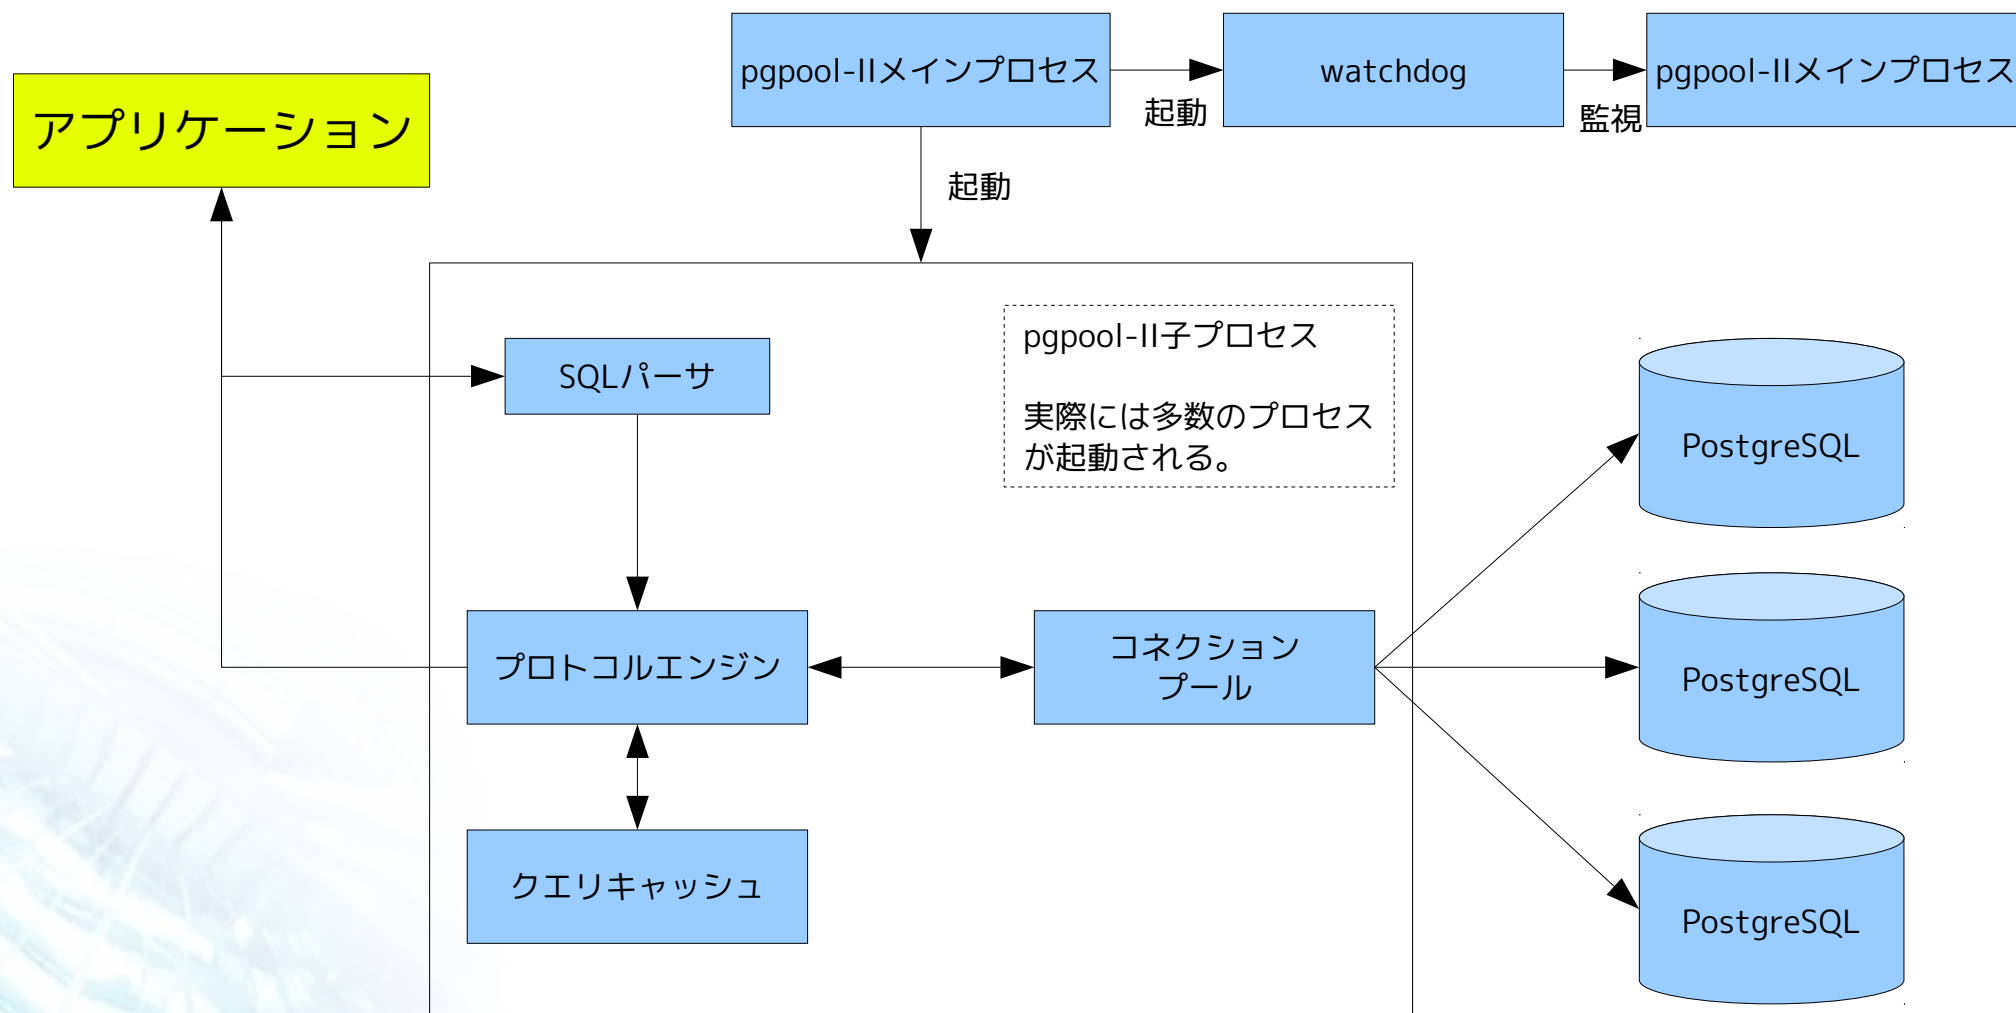 pgpool-IIメインプロセス
watchdog
pgpool-IIメインプロセス
起動
監視
アプリケーション
起動
pgpool-II子プロセス
実際には多数のプロセス
が起動される。
SQLパーサ
PostgreSQL
プロトコルエンジン
コネクション
プール
PostgreSQL
クエリキャッシュ
PostgreSQL